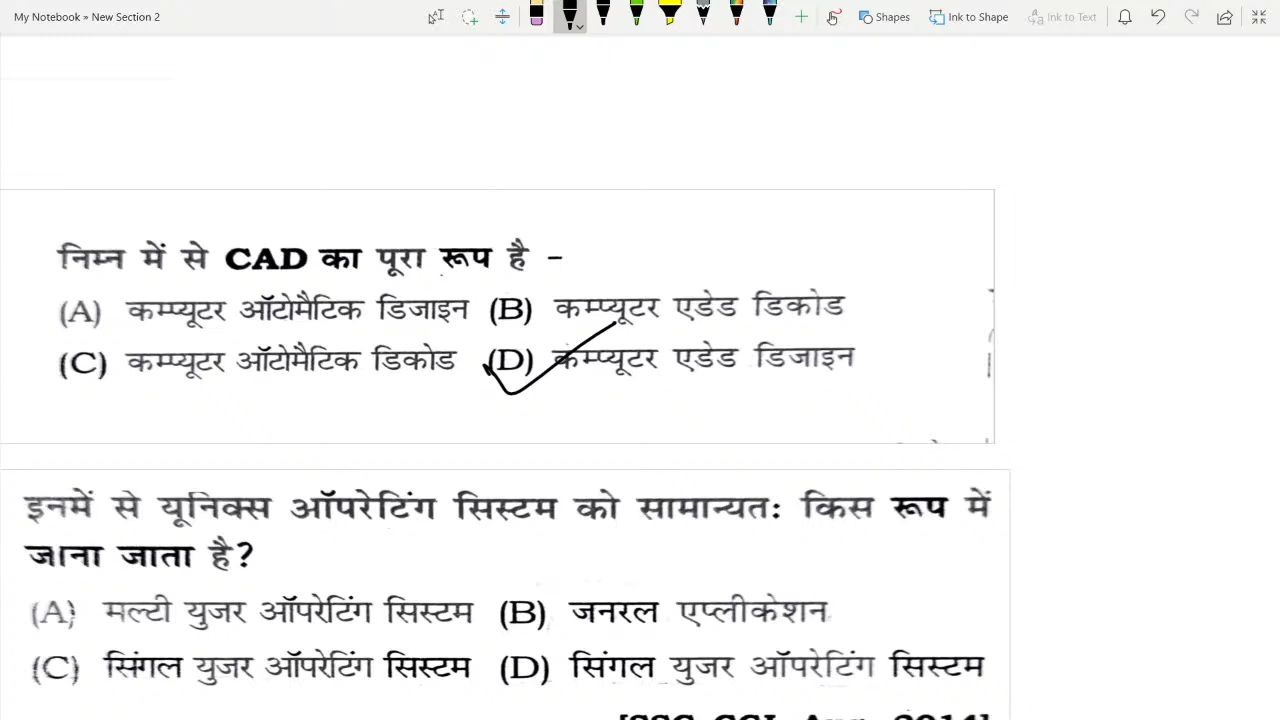 My Notebook » New Section 2
Shapes Ink to Shape Ink to Text
निम्न में से CAD का पूरा रूप है -
(A) कम्प्यूटर ऑटोमैटिक डिजाइन (B) कम्प्यूटर एडेड डिकोड
(C) कम्प्यूटर ऑटोमैटिक डिकोड (D) कम्प्यूटर एडेड डिजाइन
इनमें से यूनिक्स ऑपरेटिंग सिस्टम को सामान्यतः किस रूप में
जाना जाता है?
(A) मल्टी युजर ऑपरेटिंग सिस्टम (B) जनरल एप्लीकेशन
(C) सिंगल युजर ऑपरेटिंग सिस्टम (D) सिंगल युजर ऑपरेटिंग सिस्टम